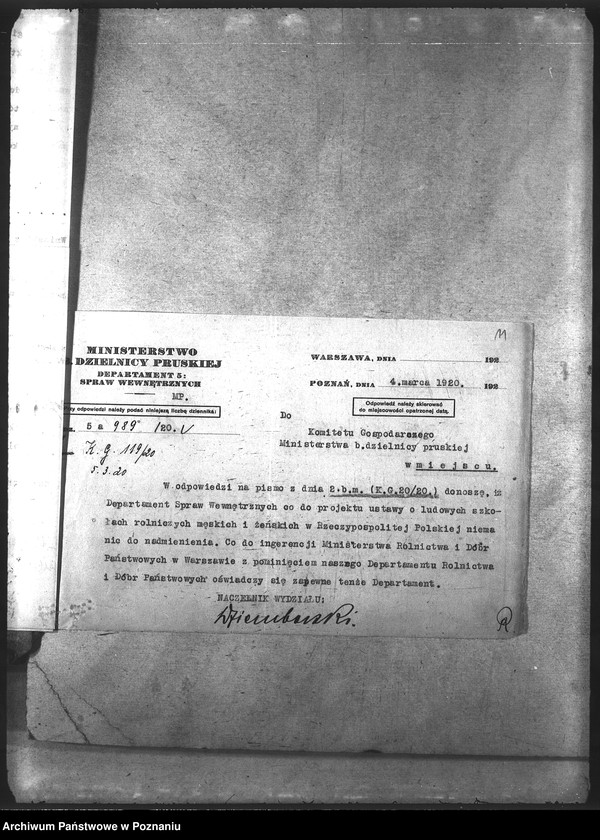 11
MINISTERSTWO
B. DZIELNICY PRUSKIEJ
DEPARTAMENT 5:
SPRAW WEWNĘTRZNYCH
MP.
odpowiedzi należy podać niniejszą liczbę dziennika:
5 a 989 /20. V
K. G. 119/20
5. 3. 20
WARSZAWA, DNIA 192
POZNAŃ, DNIA 4.marca 1920. 192
Odpowiedź należy skierować
do miejscowości opatrzonej datą.
Do
Komitetu Gospodarczego
Ministerstwa b.dzielnicy pruskiej
w miejscu.
W odpowiedzi na pismo z dnia 2.b.m. (K.G.20/20.) donoszę, iż
Departament Spraw Wewnętrznych co do projektu ustawy o ludowych szko-
łach rolniczych męskich i żeńskich w Rzeczypospolitej Polskiej niema
nic do nadmienienia. Co do ingerencji Ministerstwa Rolnictwa i Dóbr
Państwowych w Warszawie z pominięciem naszego Departamentu Rolnictwa
i Dóbr Państwowych oświadczy się zapewne tenże Departament.
NACZELNIK WYDZIAŁU:
Dziembowski.
Archiwum Państwowe w Poznaniu